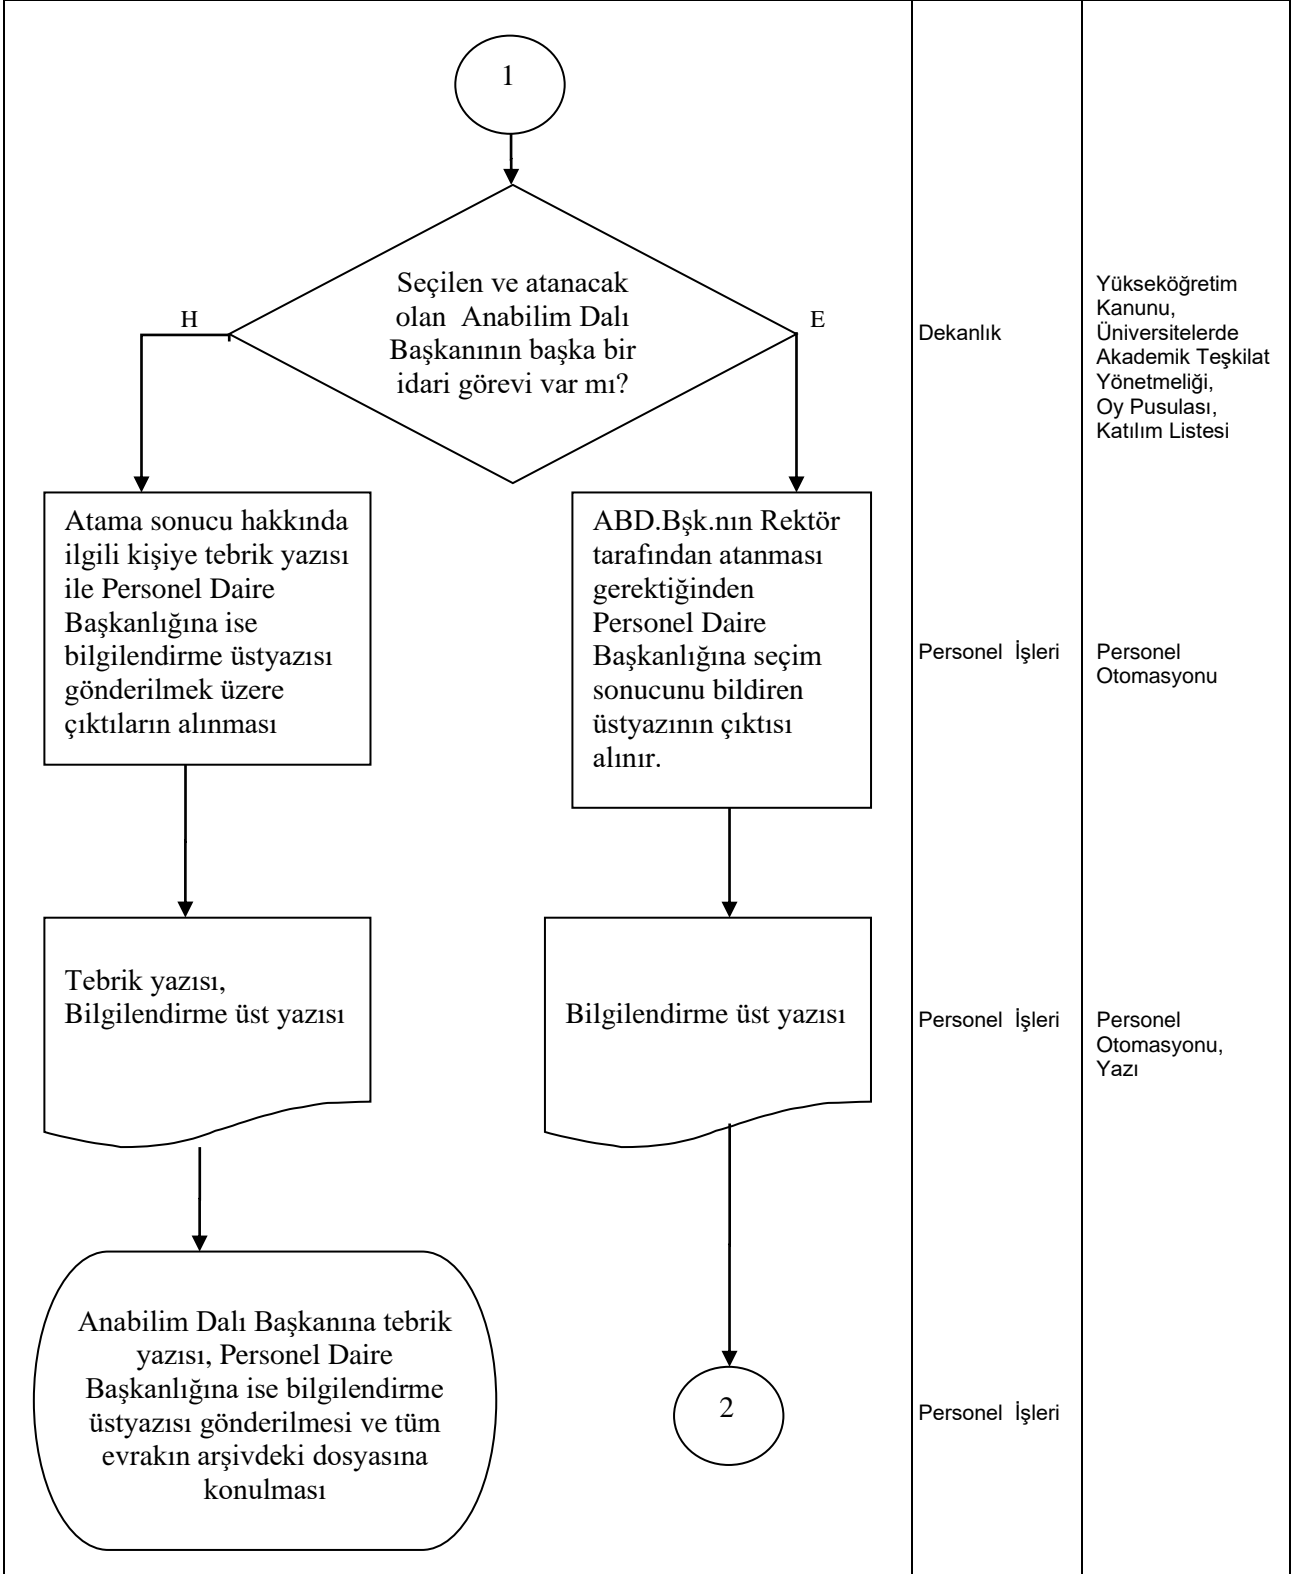 1
Seçilen ve atanacak
olan Anabilim Dalı
Başkanının başka bir
idari görevi var mı?
H
E
Dekanlık
Yükseköğretim
Kanunu,
Üniversitelerde
Akademik Teşkilat
Yönetmeliği,
Oy Pusulası,
Katılım Listesi
Atama sonucu hakkında
ilgili kişiye tebrik yazısı
ile Personel Daire
Başkanlığına ise
bilgilendirme üstyazısı
gönderilmek üzere
çıktıların alınması
ABD.Bşk.nın Rektör
tarafından atanması
gerektiğinden
Personel Daire
Başkanlığına seçim
sonucunu bildiren
üstyazının çıktısı
alınır.
Personel İşleri
Personel
Otomasyonu
Tebrik yazısı,
Bilgilendirme üst yazısı
Bilgilendirme üst yazısı
Personel İşleri
Personel
Otomasyonu,
Yazı
Anabilim Dalı Başkanına tebrik
yazısı, Personel Daire
Başkanlığına ise bilgilendirme
üstyazısı gönderilmesi ve tüm
evrakın arşivdeki dosyasına
konulması
2
Personel İşleri